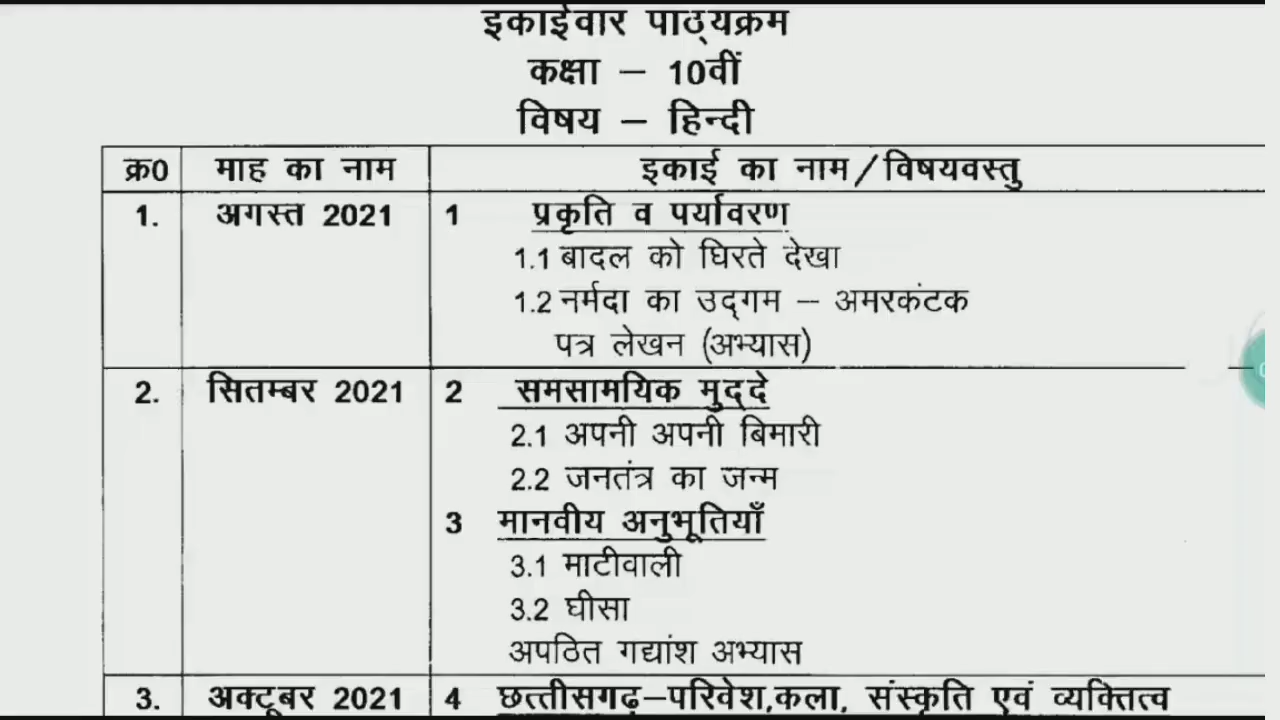 इकाईवार पाठ्यक्रम
कक्षा – 10वीं
विषय – हिन्दी
क्र0 माह का नाम इकाई का नाम/विषयवस्तु
1. अगस्त 2021 1 प्रकृति व पर्यावरण
1.1 बादल को घिरते देखा
1.2 नर्मदा का उद्गम – अमरकंटक
पत्र लेखन (अभ्यास)
2. सितम्बर 2021 2 समसामयिक मुद्दे
2.1 अपनी अपनी बिमारी
2.2 जनतंत्र का जन्म
3 मानवीय अनुभूतियाँ
3.1 माटीवाली
3.2 घीसा
अपठित गद्यांश अभ्यास
3. अक्टूबर 2021 4 छत्तीसगढ़–परिवेश,कला, संस्कृति एवं व्यक्तित्व